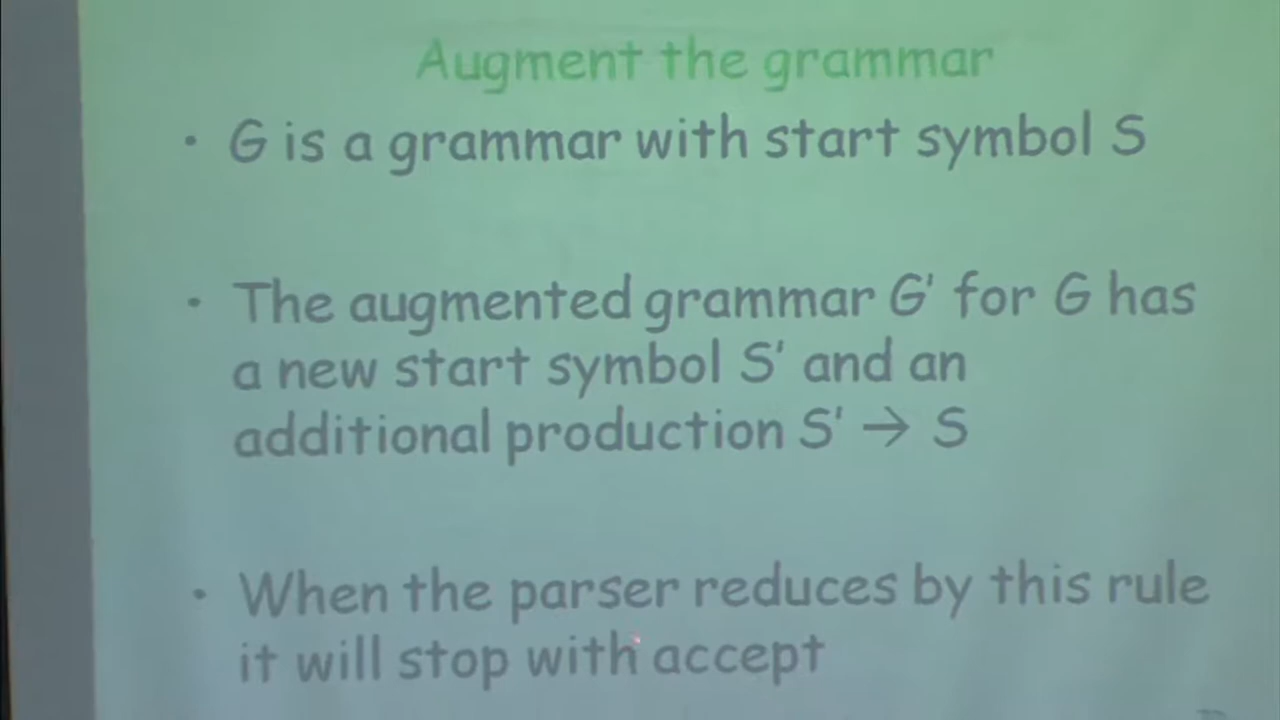 Augment the grammar
• G is a grammar with start symbol S
• The augmented grammar G' for G has
a new start symbol S' and an
additional production S' → S
• When the parser reduces by this rule
it will stop with accept